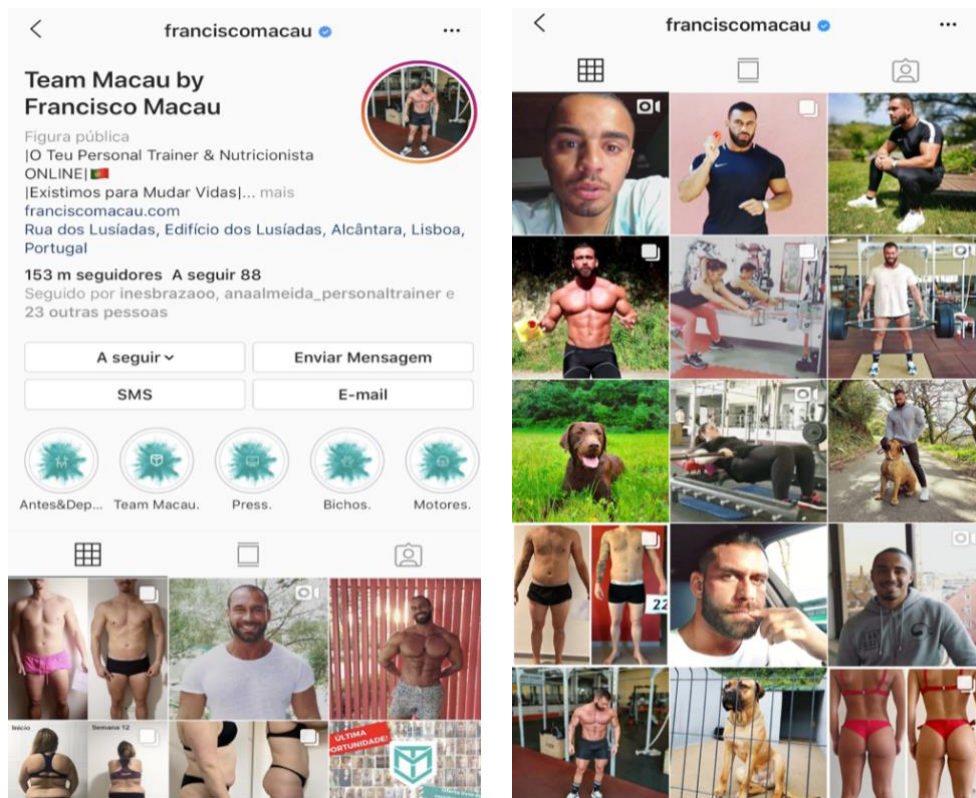 franciscomacau
Team Macau by
Francisco Macau
Figura pública
|O Teu Personal Trainer & Nutricionista
ONLINE|🇵🇹
|Existimos para Mudar Vidas|... mais
franciscomacau.com
Rua dos Lusíadas, Edifício dos Lusíadas, Alcântara, Lisboa,
Portugal
153 m seguidores A seguir 88
Seguido por inesbrazaoo, anaalmeida_personaltrainer e
23 outras pessoas
A seguir
Enviar Mensagem
SMS
E-mail
Antes&Dep... Team Macau. Press. Bichos. Motores.
Início
Semana 12
ÚLTIMA
OPORTUNIDADE!
franciscomacau
22